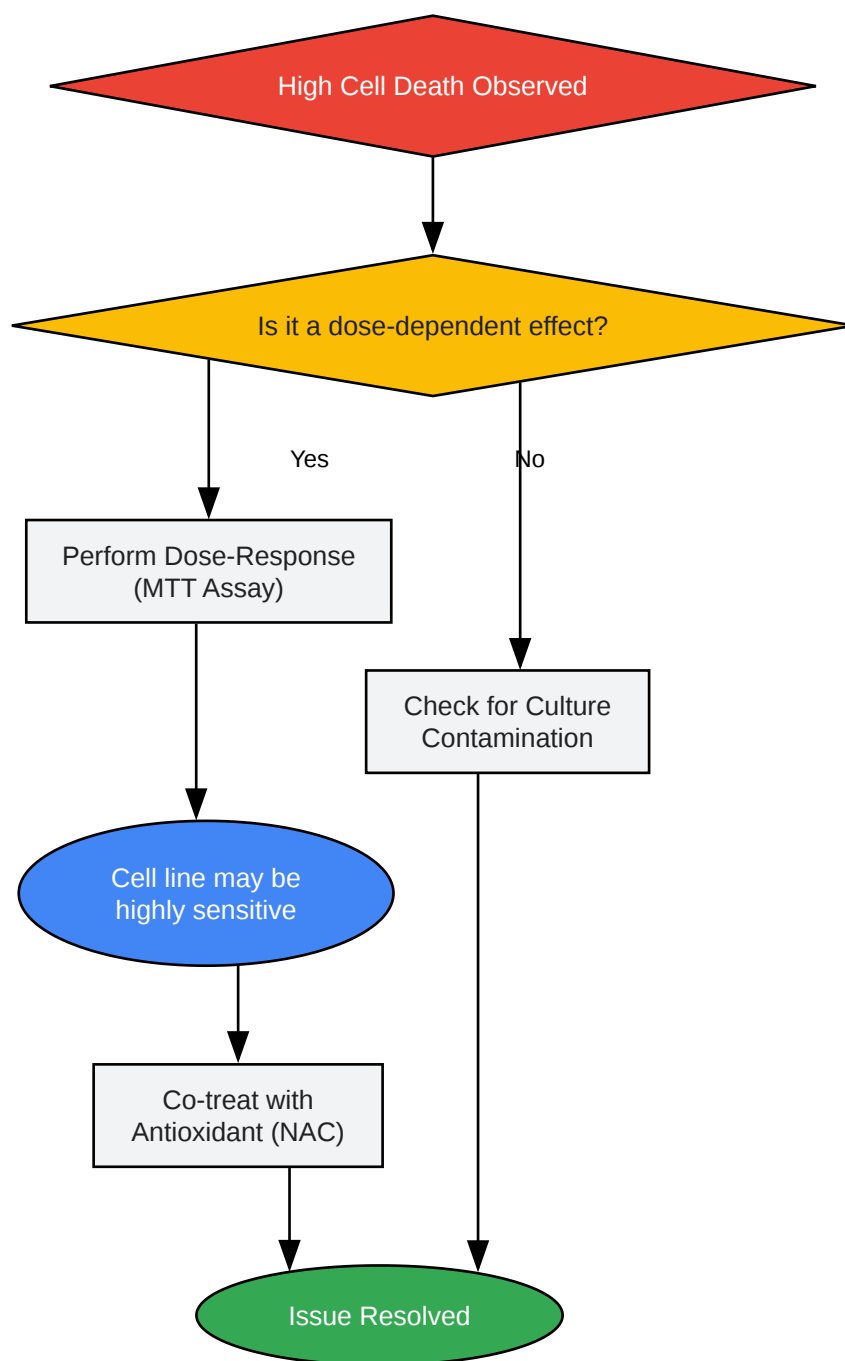 High Cell Death Observed
Is it a dose-dependent effect?
Yes
No
Perform Dose-Response
(MTT Assay)
Check for Culture
Contamination
Cell line may be
highly sensitive
Co-treat with
Antioxidant (NAC)
Issue Resolved